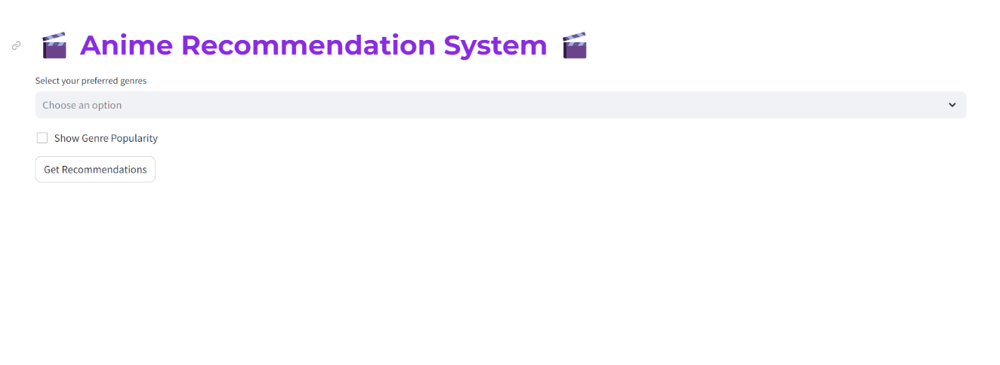 Anime Recommendation System
Select your preferred genres
Choose an option
Show Genre Popularity
Get Recommendations